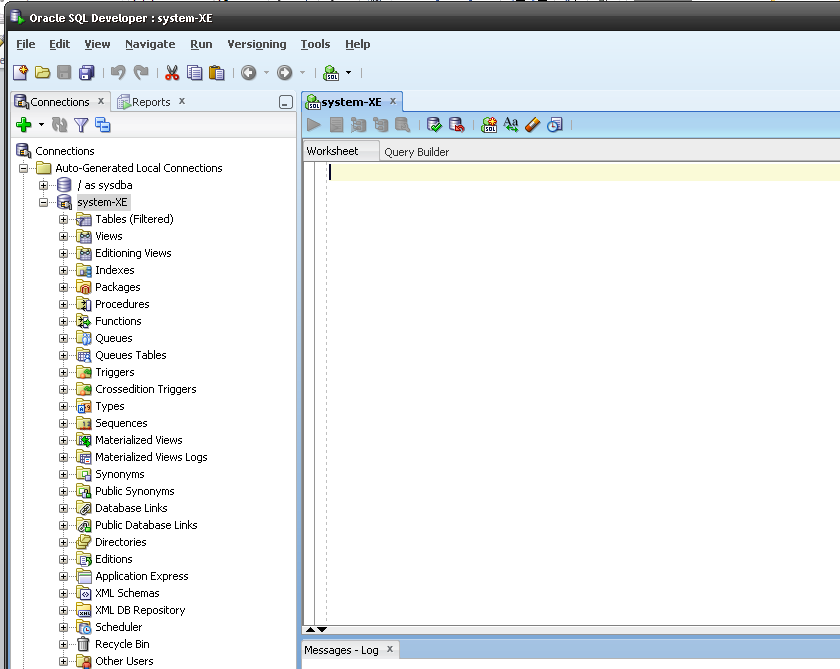 Oracle SQL Developer : system-XE
File Edit View Navigate Run Versioning Tools Help
Connections Reports
system-XE
Worksheet Query Builder
Connections
Auto-Generated Local Connections
/ as sysdba
system-XE
Tables (Filtered)
Views
Editioning Views
Indexes
Packages
Procedures
Functions
Queues
Queues Tables
Triggers
Crossedition Triggers
Types
Sequences
Materialized Views
Materialized Views Logs
Synonyms
Public Synonyms
Database Links
Public Database Links
Directories
Editions
Application Express
XML Schemas
XML DB Repository
Scheduler
Recycle Bin
Other Users
Messages - Log